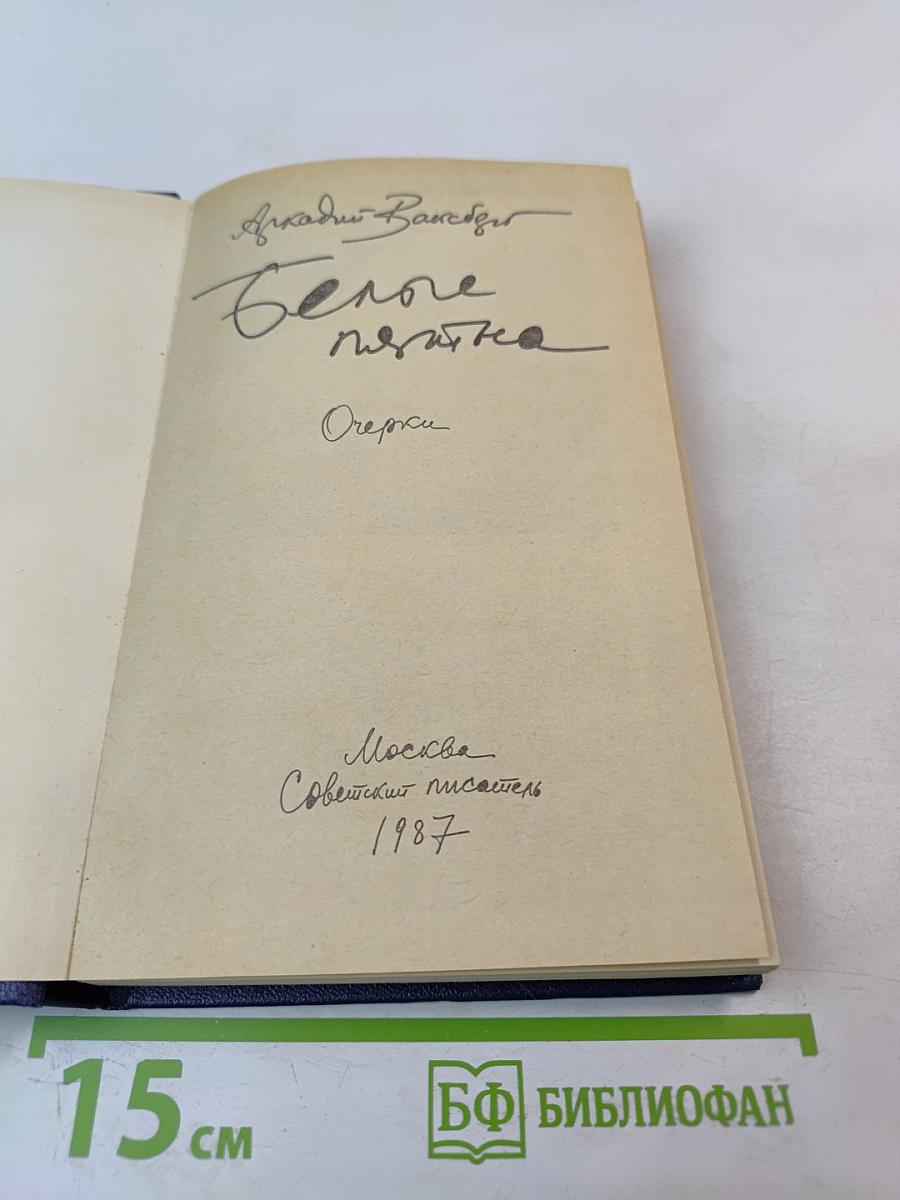 Аркадий Ваксберг
Белые
пятна
Очерки
Москва
Советский писатель
1987
15 см
БФ БИБЛИОФАН